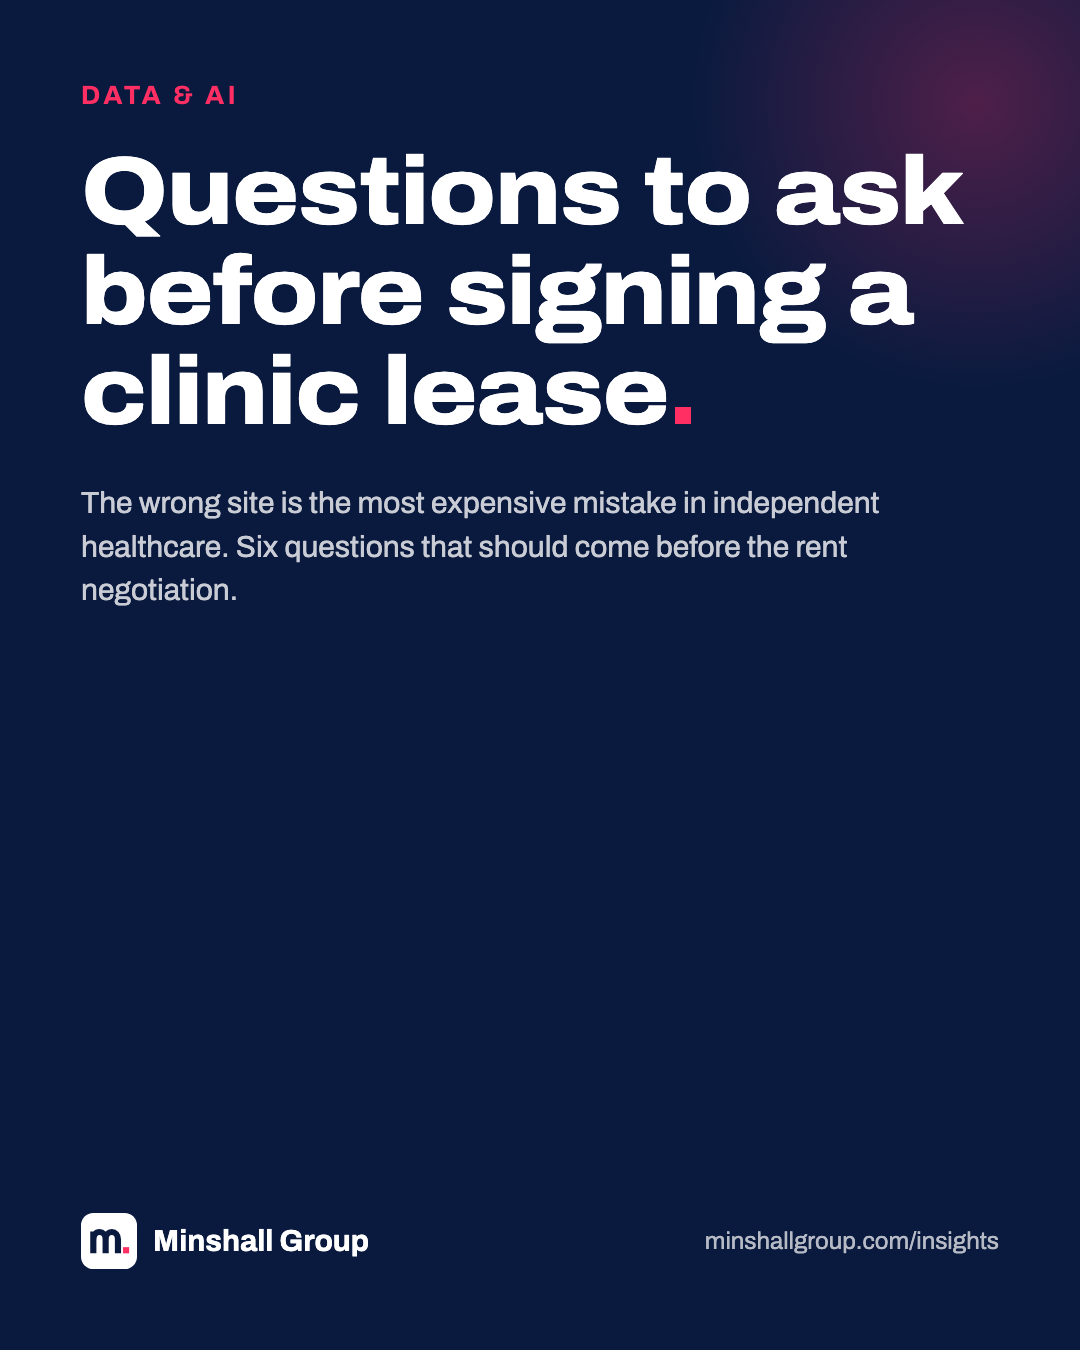 DATA & AI
Questions to ask
before signing a
clinic lease.
The wrong site is the most expensive mistake in independent
healthcare. Six questions that should come before the rent
negotiation.
m. Minshall Group
minshallgroup.com/insights